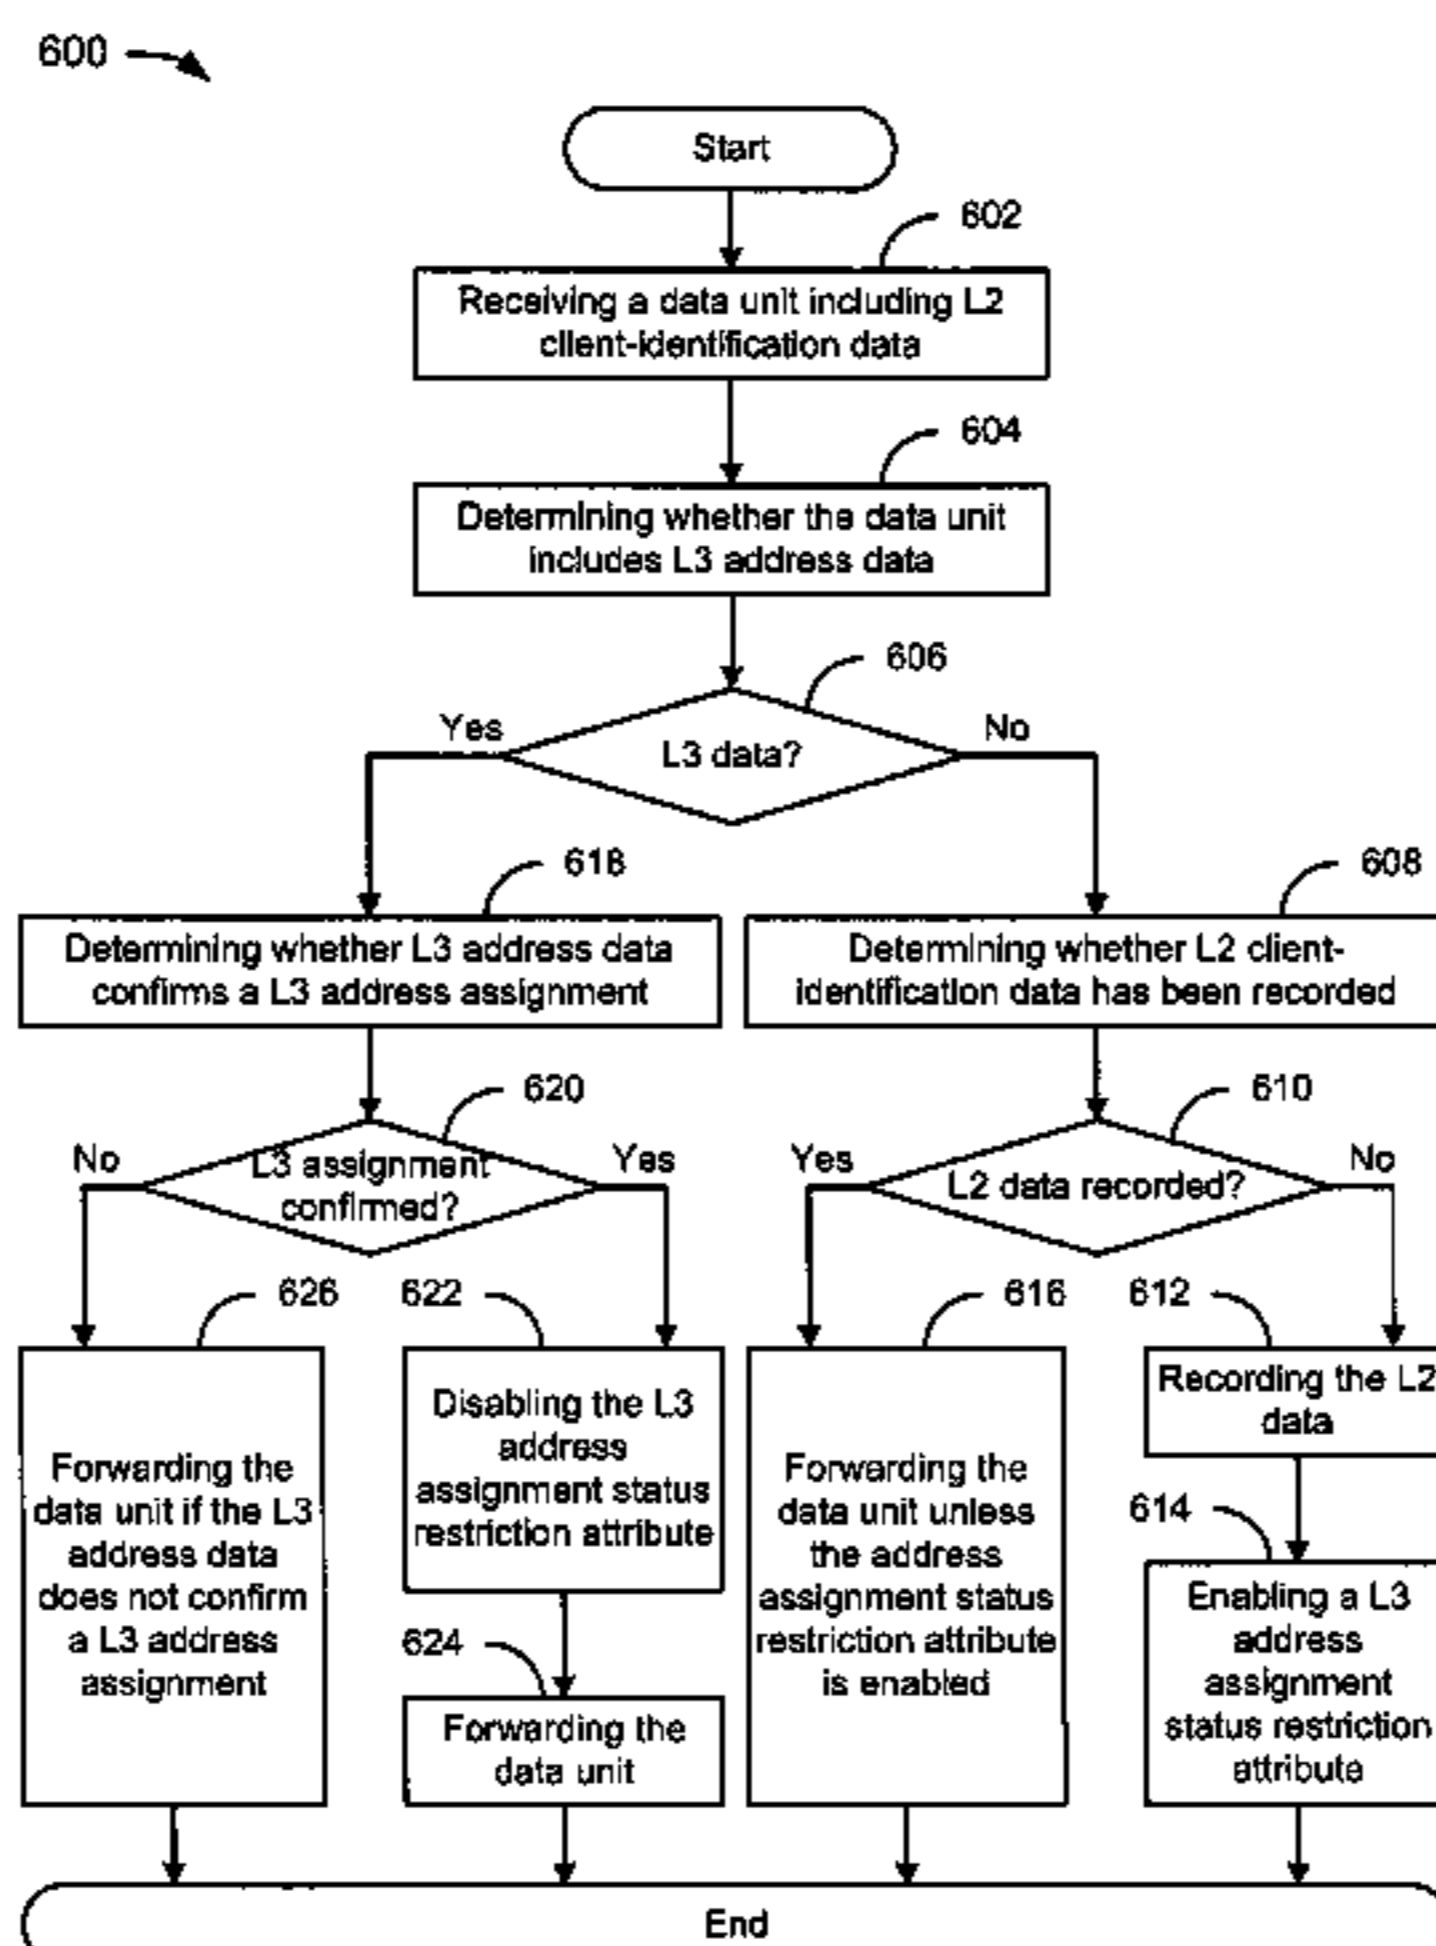 600
Start
602
Receiving a data unit including L2
client-identification data
604
Determining whether the data unit
includes L3 address data
606
Yes
No
L3 data?
618
608
Determining whether L3 address data
confirms a L3 address assignment
Determining whether L2 client-
identification data has been recorded
620
610
No
L3 assignment
confirmed?
Yes
Yes
L2 data recorded?
No
626
622
616
612
Forwarding the
data unit if the L3
address data
does not confirm
a L3 address
assignment
Disabling the L3
address
assignment status
restriction attribute
624
Forwarding the
data unit
Forwarding the
data unit unless
the address
assignment status
restriction attribute
is enabled
Recording the L2
data
614
Enabling a L3
address
assignment
status restriction
attribute
End